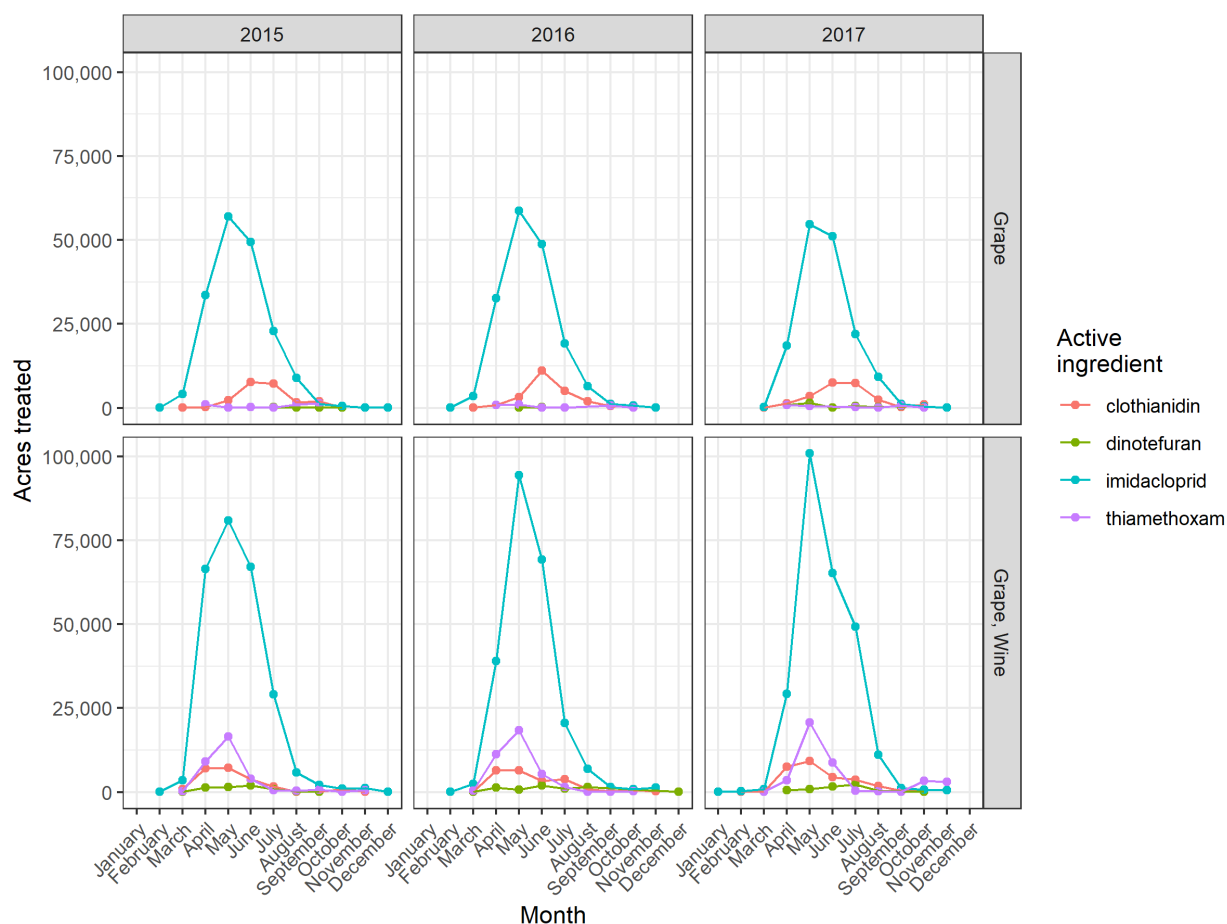 2015
2016
2017
100,000
75,000
50,000
25,000
0
Grape
100,000
75,000
50,000
25,000
0
Grape, Wine
Acres treated
January
February
March
April
May
June
July
August
September
October
November
December
January
February
March
April
May
June
July
August
September
October
November
December
January
February
March
April
May
June
July
August
September
October
November
December
Month
Active
ingredient
clothianidin
dinotefuran
imidacloprid
thiamethoxam